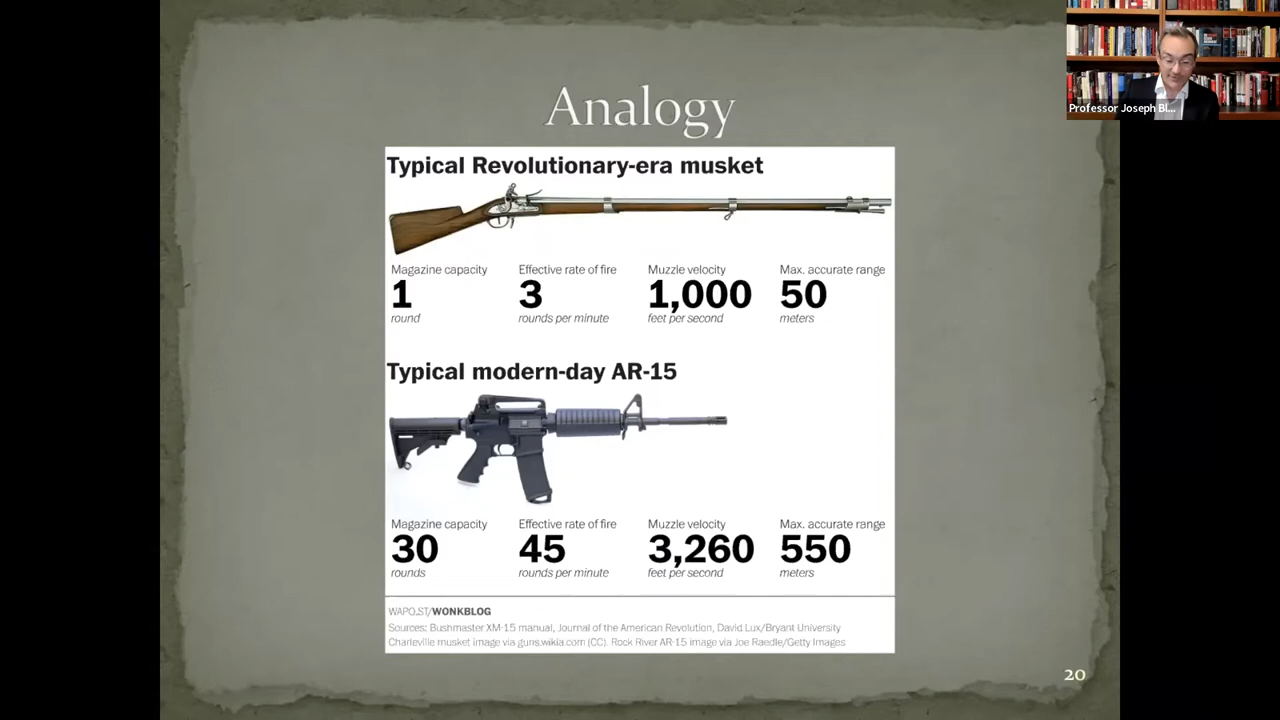 Professor Joseph Bl...
Analogy
Typical Revolutionary-era musket
Magazine capacity Effective rate of fire Muzzle velocity Max. accurate range
1 3 1,000 50
round rounds per minute feet per second meters
Typical modern-day AR-15
Magazine capacity Effective rate of fire Muzzle velocity Max. accurate range
30 45 3,260 550
rounds rounds per minute feet per second meters
WAPO.ST/WONKBLOG
Sources: Bushmaster XM-15 manual, Journal of the American Revolution, David Lux/Bryant University
Charleville musket image via guns.wikia.com (CC). Rock River AR-15 image via Joe Raedle/Getty Images
20